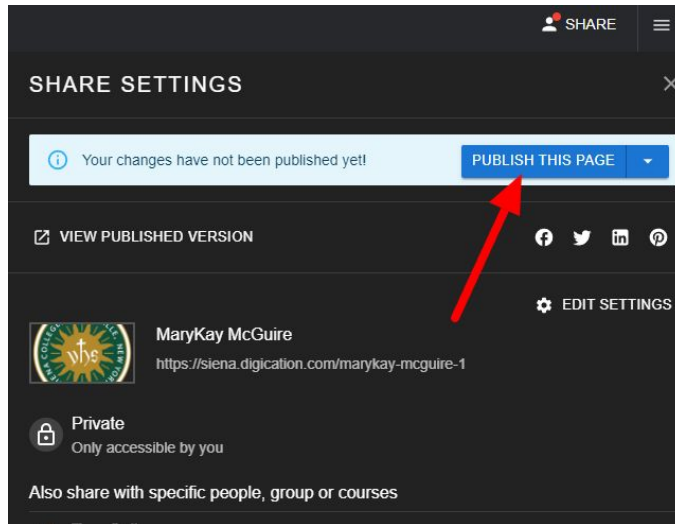 SHARE
SHARE SETTINGS
Your changes have not been published yet!
PUBLISH THIS PAGE
VIEW PUBLISHED VERSION
EDIT SETTINGS
MaryKay McGuire
https://siena.digication.com/marykay-mcguire-1
Private
Only accessible by you
Also share with specific people, group or courses